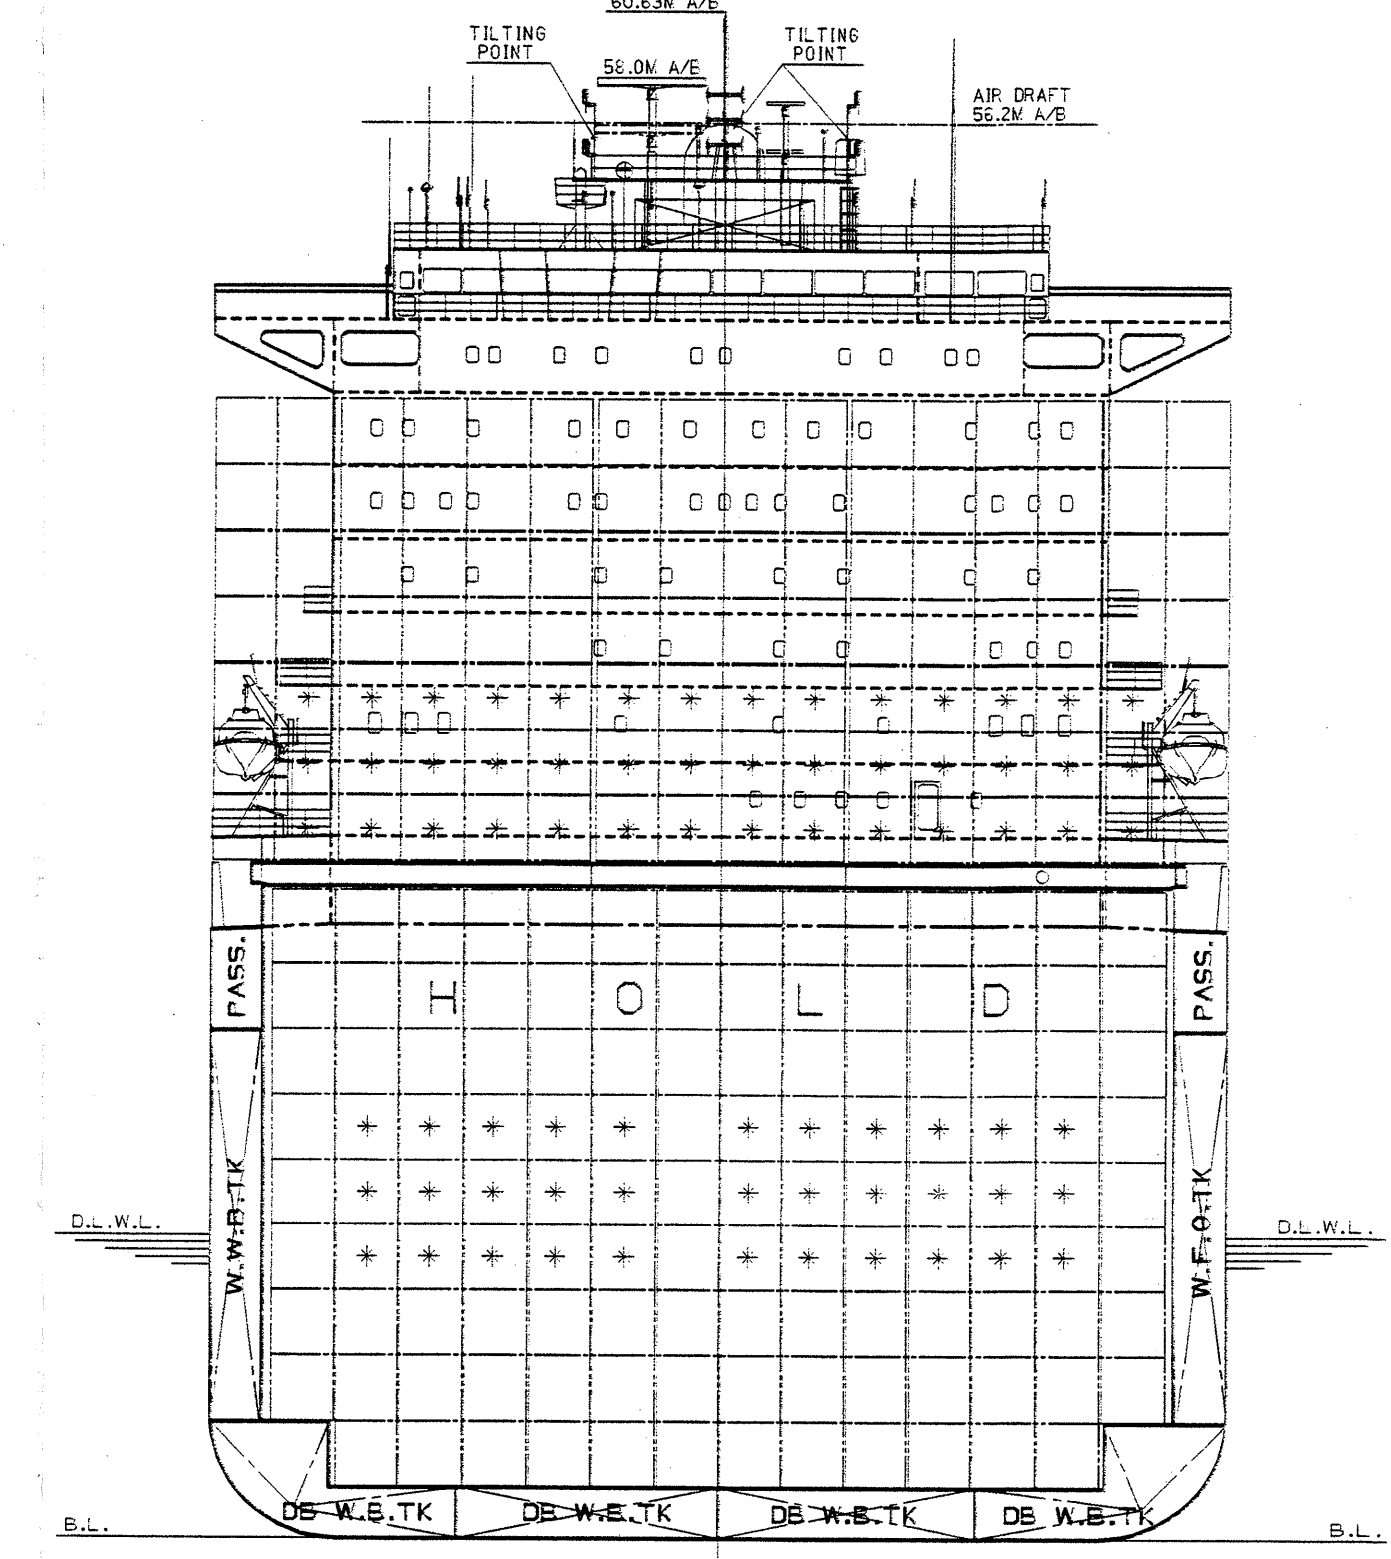 60.63M A/B
TILTING
POINT
TILTING
POINT
58.0M A/B
AIR DRAFT
56.2M A/B
PASS.
PASS.
H O L D
W.W.B.TK
W.F.O.TK
D.L.W.L.
D.L.W.L.
DB W.B.TK
DB W.B.TK
DB W.B.TK
DB W.B.TK
B.L.
B.L.